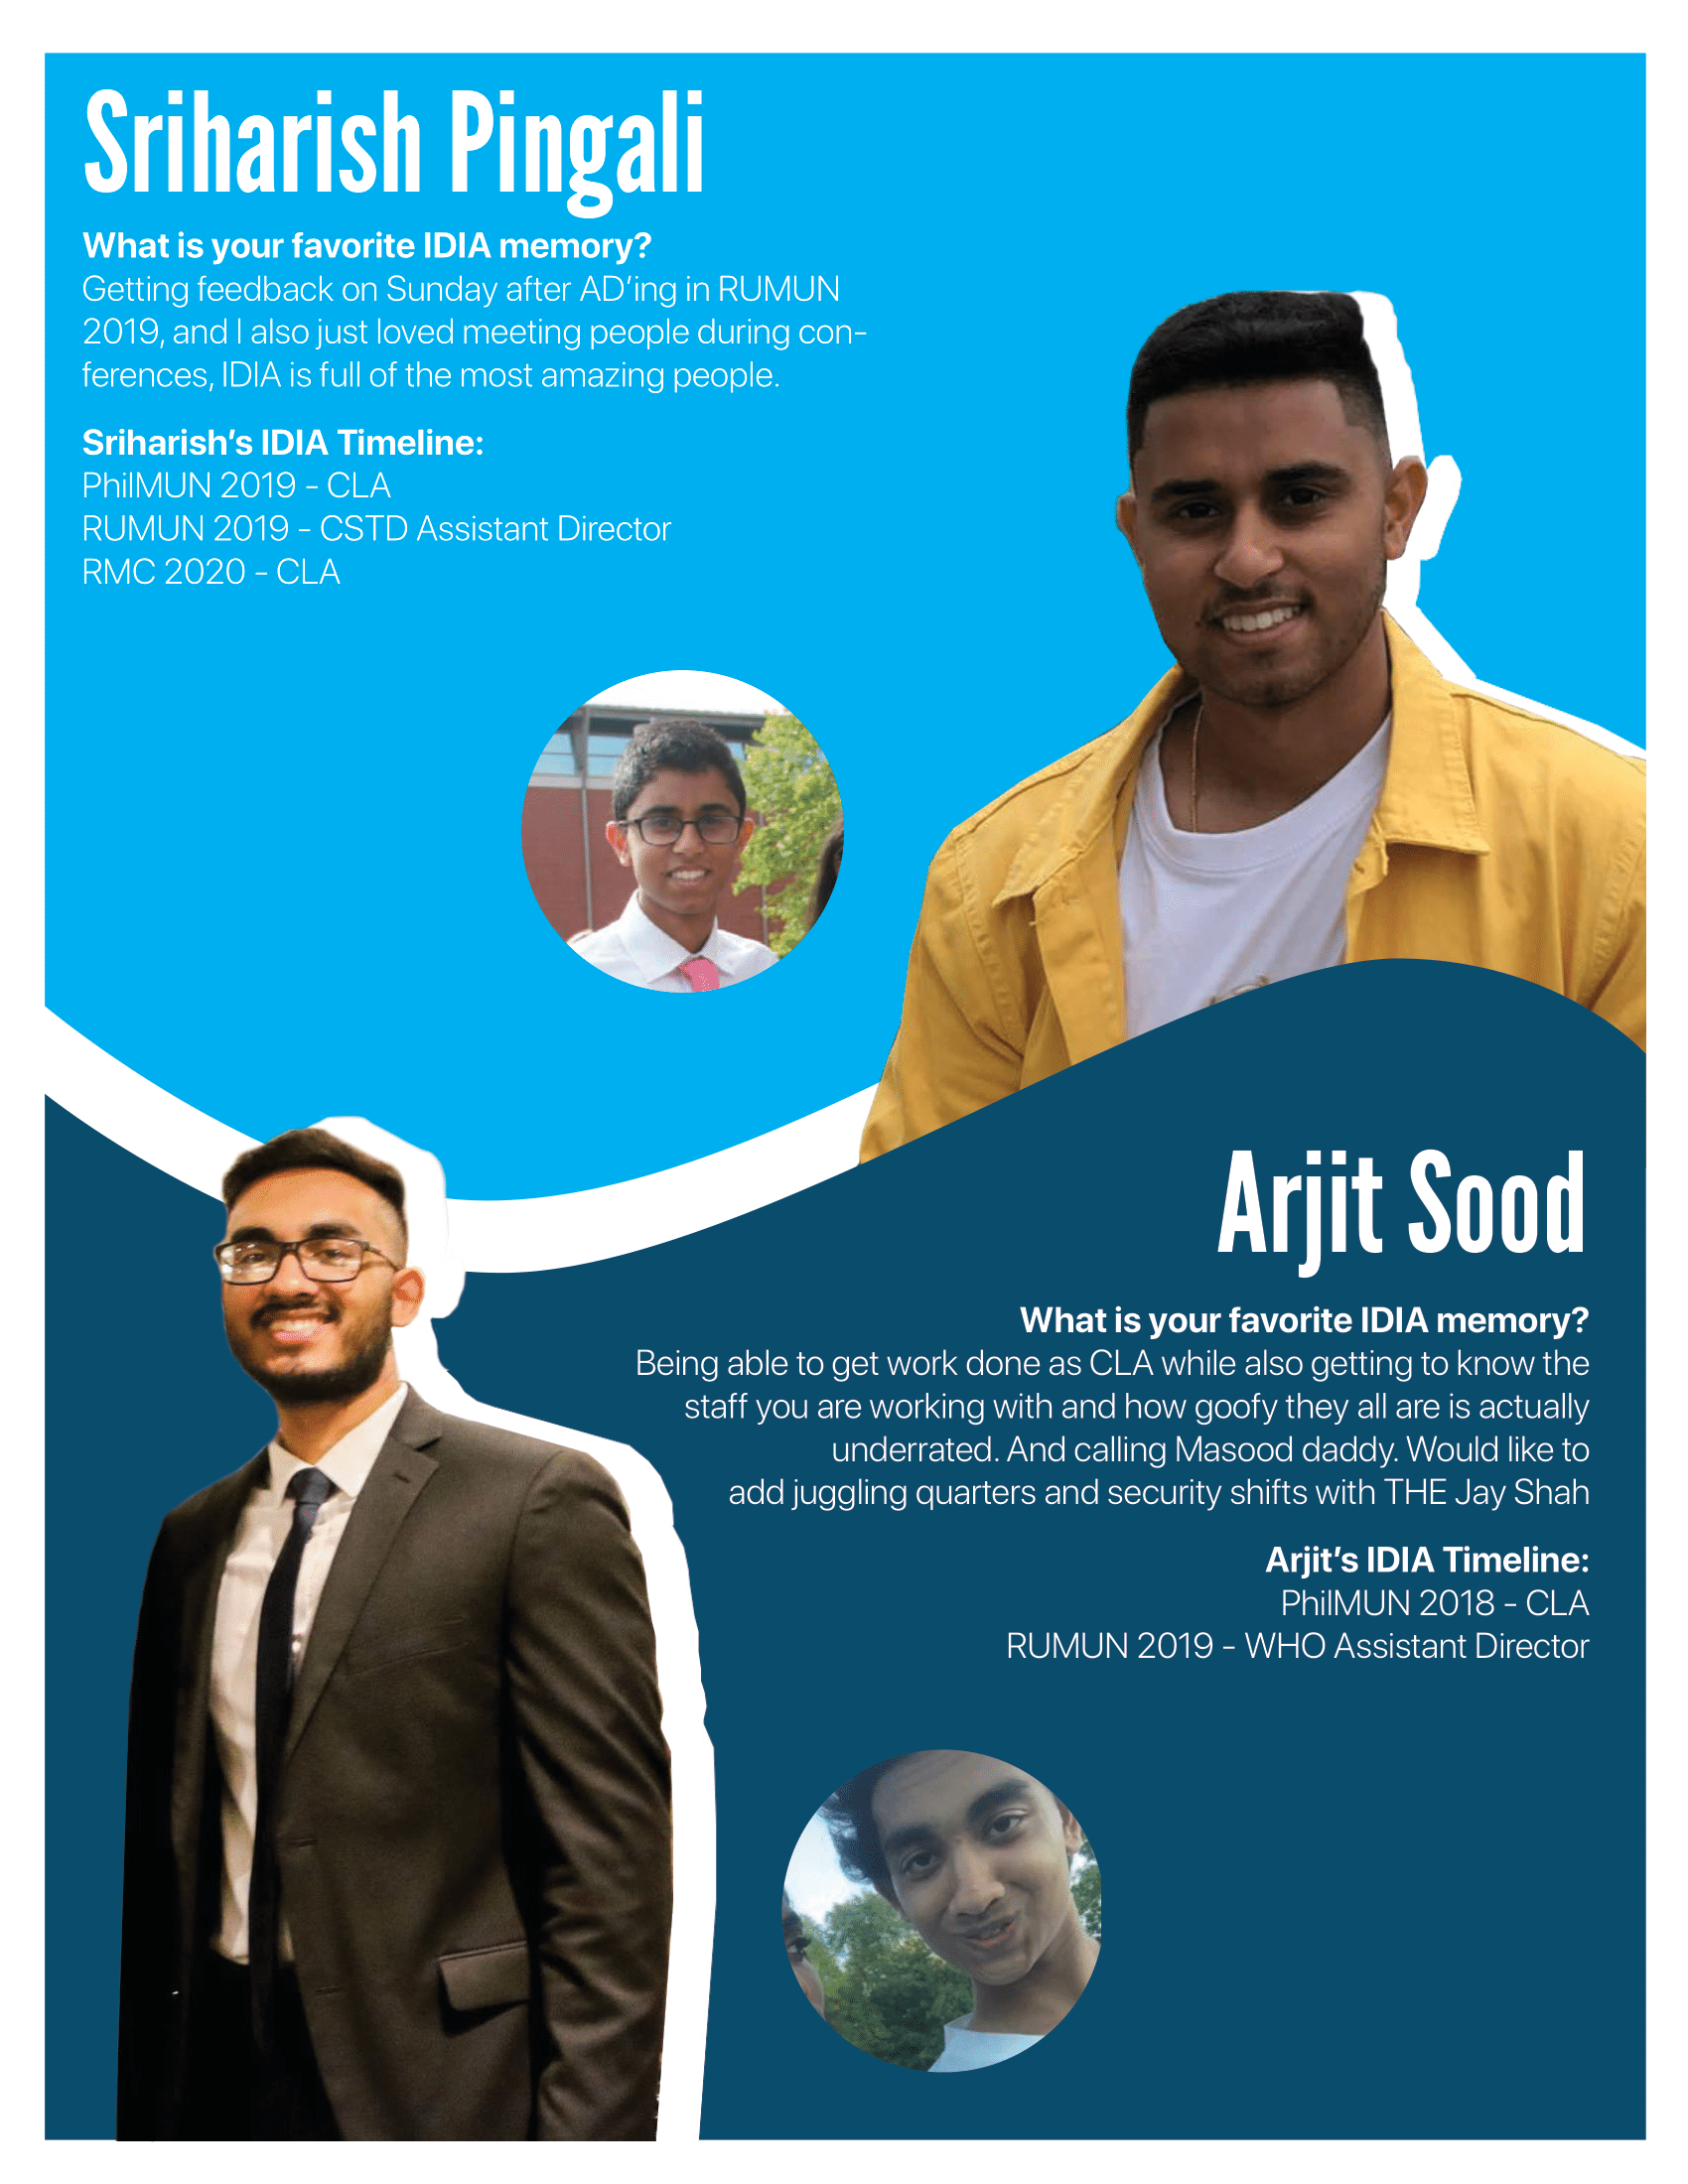 Sriharish Pingali
What is your favorite IDIA memory?
Getting feedback on Sunday after AD’ing in RUMUN
2019, and I also just loved meeting people during con-
ferences, IDIA is full of the most amazing people.
Sriharish’s IDIA Timeline:
PhilMUN 2019 - CLA
RUMUN 2019 - CSTD Assistant Director
RMC 2020 - CLA
Arjit Sood
What is your favorite IDIA memory?
Being able to get work done as CLA while also getting to know the
staff you are working with and how goofy they all are is actually
underrated. And calling Masood daddy. Would like to
add juggling quarters and security shifts with THE Jay Shah
Arjit’s IDIA Timeline:
PhilMUN 2018 - CLA
RUMUN 2019 - WHO Assistant Director